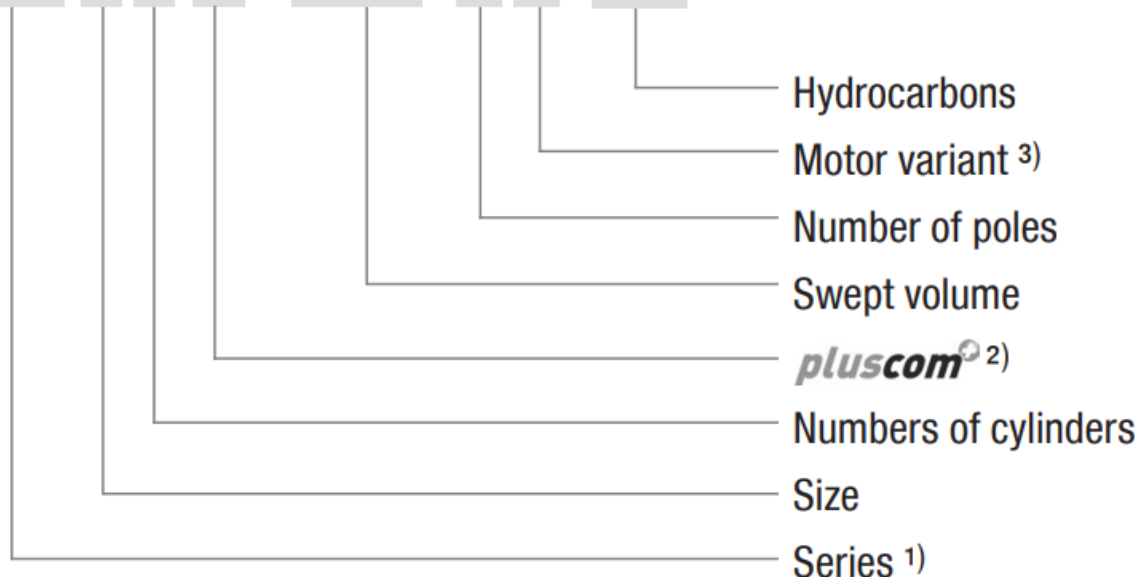 Hydrocarbons
Motor variant 3)
Number of poles
Swept volume
pluscom 2)
Numbers of cylinders
Size
Series 1)